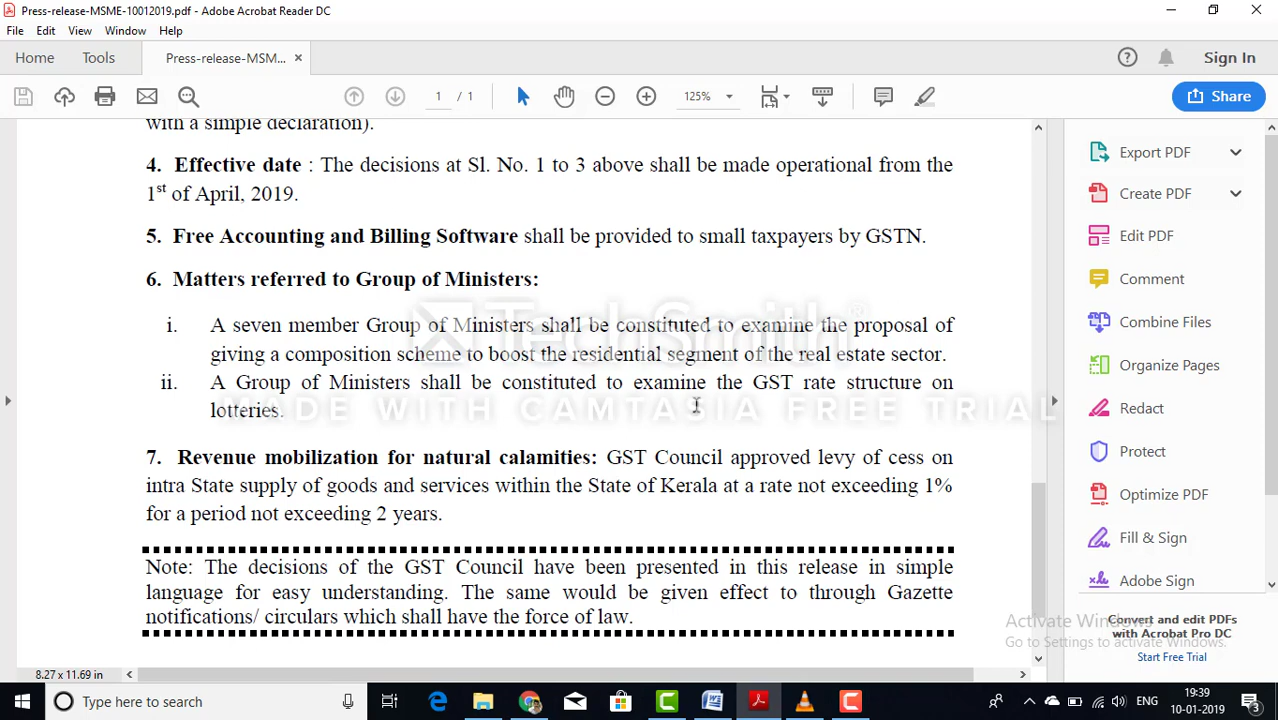 Press-release-MSME-10012019.pdf - Adobe Acrobat Reader DC
File Edit View Window Help
Home Tools Press-release-MSM... × Sign In
1 / 1 125% Share
with a simple declaration).
4. Effective date : The decisions at Sl. No. 1 to 3 above shall be made operational from the
1st of April, 2019.
5. Free Accounting and Billing Software shall be provided to small taxpayers by GSTN.
6. Matters referred to Group of Ministers:
i. A seven member Group of Ministers shall be constituted to examine the proposal of
giving a composition scheme to boost the residential segment of the real estate sector.
ii. A Group of Ministers shall be constituted to examine the GST rate structure on
lotteries.
7. Revenue mobilization for natural calamities: GST Council approved levy of cess on
intra State supply of goods and services within the State of Kerala at a rate not exceeding 1%
for a period not exceeding 2 years.
Note: The decisions of the GST Council have been presented in this release in simple
language for easy understanding. The same would be given effect to through Gazette
notifications/ circulars which shall have the force of law.
TechSmith®
MADE WITH CAMTASIA FREE TRIAL
Export PDF
Create PDF
Edit PDF
Comment
Combine Files
Organize Pages
Redact
Protect
Optimize PDF
Fill & Sign
Adobe Sign
Convert and edit PDFs
with Acrobat Pro DC
Start Free Trial
Activate Windows
Go to Settings to activate Windows.
8.27 x 11.69 in
Type here to search
ENG
19:39
10-01-2019
3